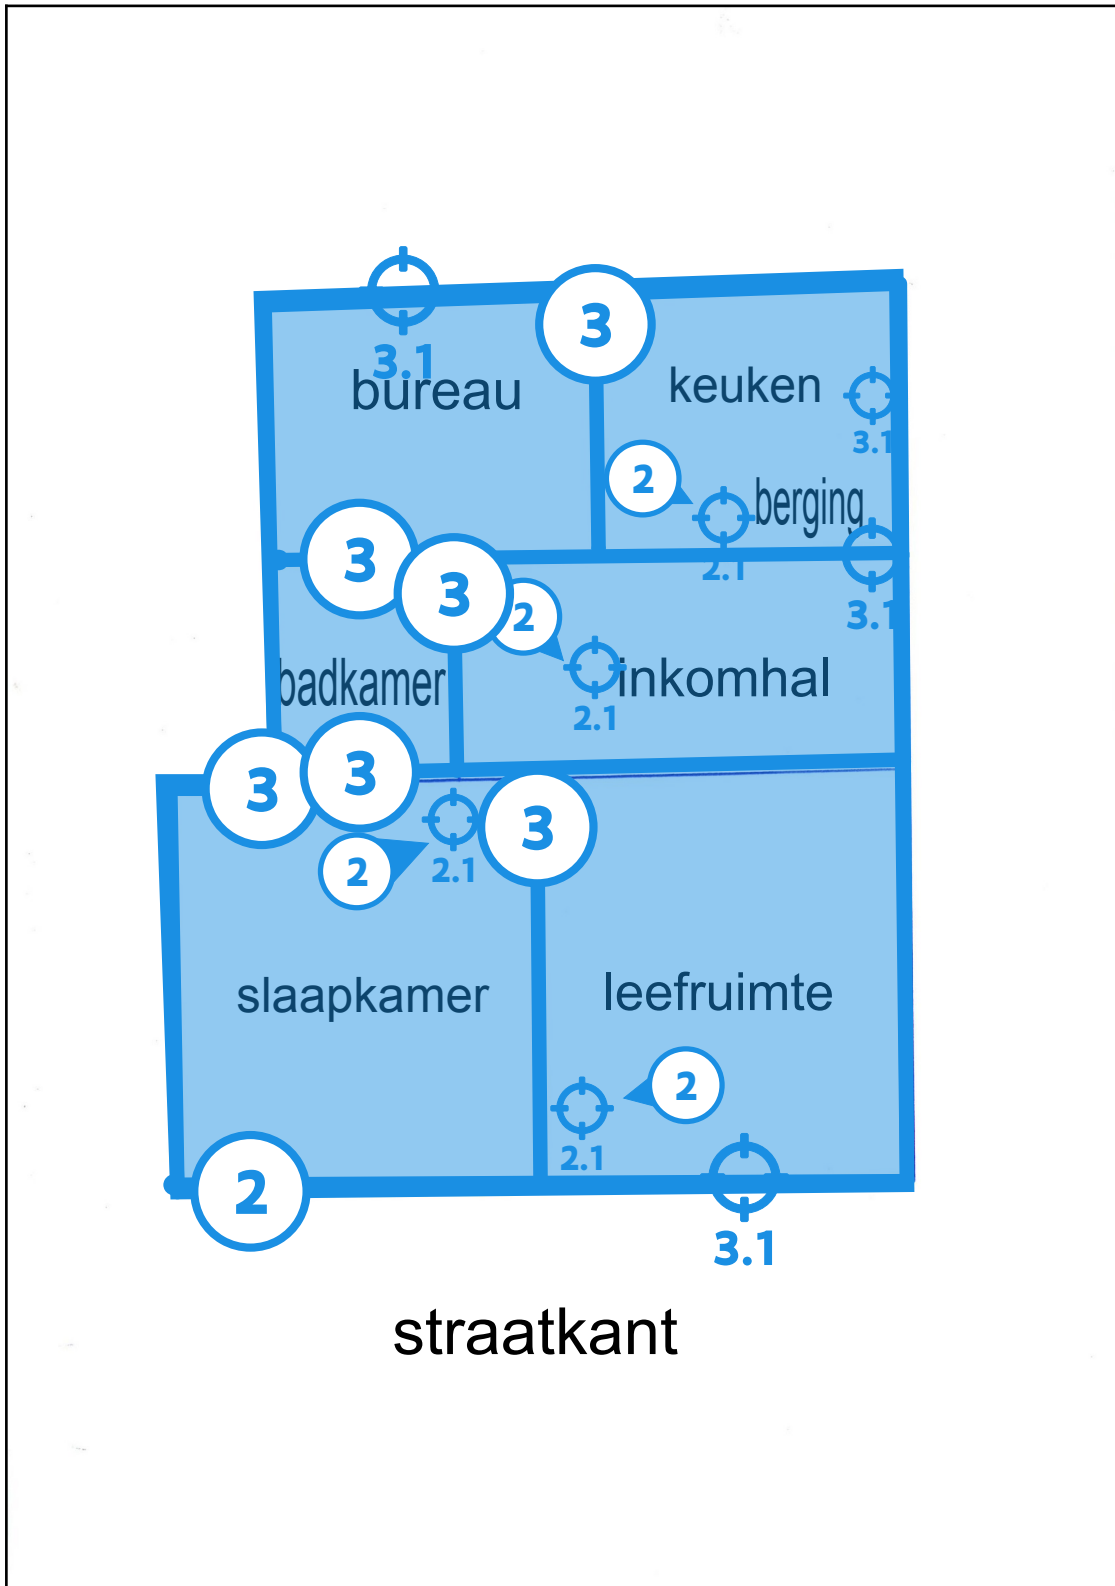 3
3.1
bureau
keuken
3.1
2
berging
2.1
3
3
2
3.1
inkomhal
badkamer
2.1
3
3
3
2
2.1
slaapkamer
leefruimte
2
2.1
2
3.1
straatkant